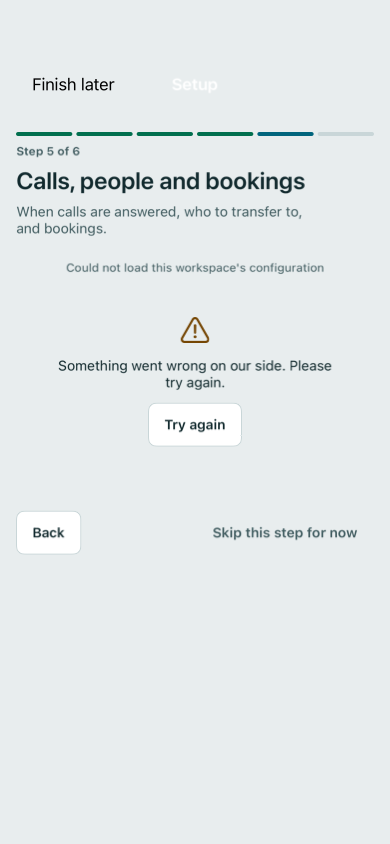 Finish later
Setup
Step 5 of 6
Calls, people and bookings
When calls are answered, who to transfer to,
and bookings.
Could not load this workspace's configuration
Something went wrong on our side. Please
try again.
Try again
Back
Skip this step for now